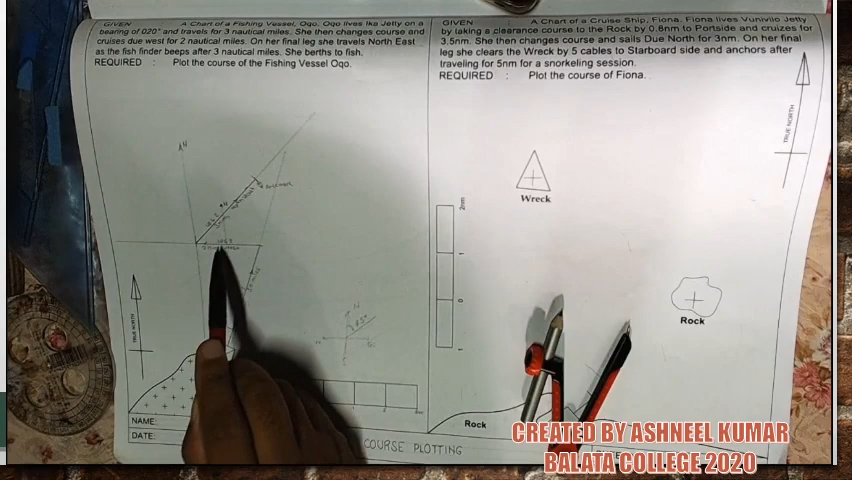 GIVEN : A Chart of a Fishing Vessel, Oqo. Oqo lives Ika Jetty on a
bearing of 020° and travels for 3 nautical miles. She then changes course and
cruises due west for 2 nautical miles. On her final leg she travels North East
as the fish finder beeps after 3 nautical miles. She berths to fish.
REQUIRED : Plot the course of the Fishing Vessel Oqo.
N
N
S
TRUE NORTH
NAME:
DATE:
COURSE PLOTTING
GIVEN : A Chart of a Cruise Ship, Fiona. Fiona lives Vunivilo Jetty
by taking a clearance course to the Rock by 0.6nm to Portside and cruizes for
3.5nm. She then changes course and sails Due North for 3nm. On her final
leg she clears the Wreck by 5 cables to Starboard side and anchors after
traveling for 5nm for a snorkeling session.
REQUIRED : Plot the course of Fiona.
TRUE NORTH
Wreck
2nm
1
0
1
Rock
Rock
CREATED BY ASHNEEL KUMAR
BALATA COLLEGE 2020